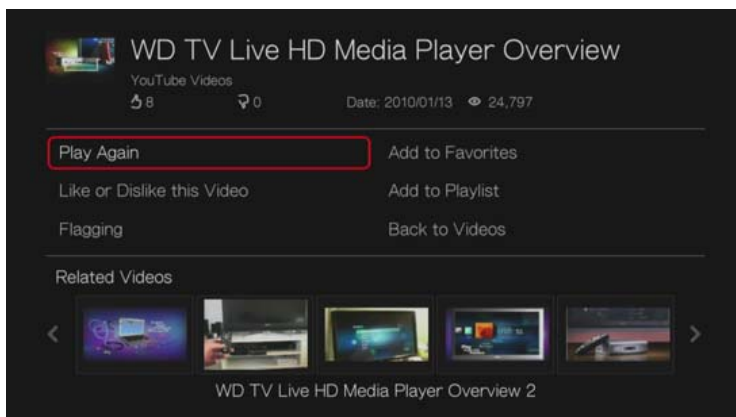 WD TV Live HD Media Player Overview
YouTube Videos
8 0 Date: 2010/01/13 24,797
Play Again Add to Favorites
Like or Dislike this Video Add to Playlist
Flagging Back to Videos
Related Videos
WD TV Live HD Media Player Overview 2